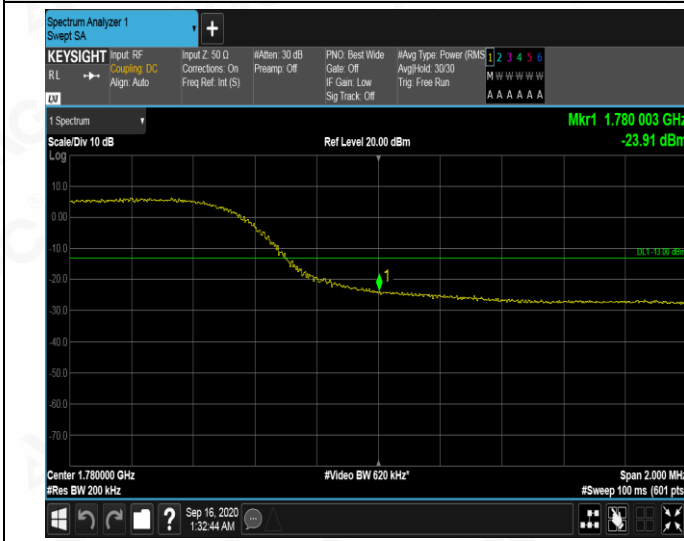 Spectrum Analyzer 1
Swept SA
+
KEYSIGHT
RL
LXI
Input: RF
Coupling: DC
Align: Auto
Input Z: 50 Ω
Corrections: On
Freq Ref: Int (S)
#Atten: 30 dB
Preamp: Off
PNO: Best Wide
Gate: Off
IF Gain: Low
Sig Track: Off
#Avg Type: Power (RMS
Avg|Hold: 30/30
Trig: Free Run
1 2 3 4 5 6
M W W W W W
A A A A A A
1 Spectrum
Mkr1 1.780 003 GHz
Scale/Div 10 dB
Ref Level 20.00 dBm
-23.91 dBm
Log
10.0
0.00
-10.0
DL1 -13.00 dBm
-20.0
1
-30.0
-40.0
-50.0
-60.0
-70.0
Center 1.780000 GHz
#Video BW 620 kHz*
Span 2.000 MHz
#Res BW 200 kHz
#Sweep 100 ms (601 pts
?
Sep 16, 2020
1:32:44 AM